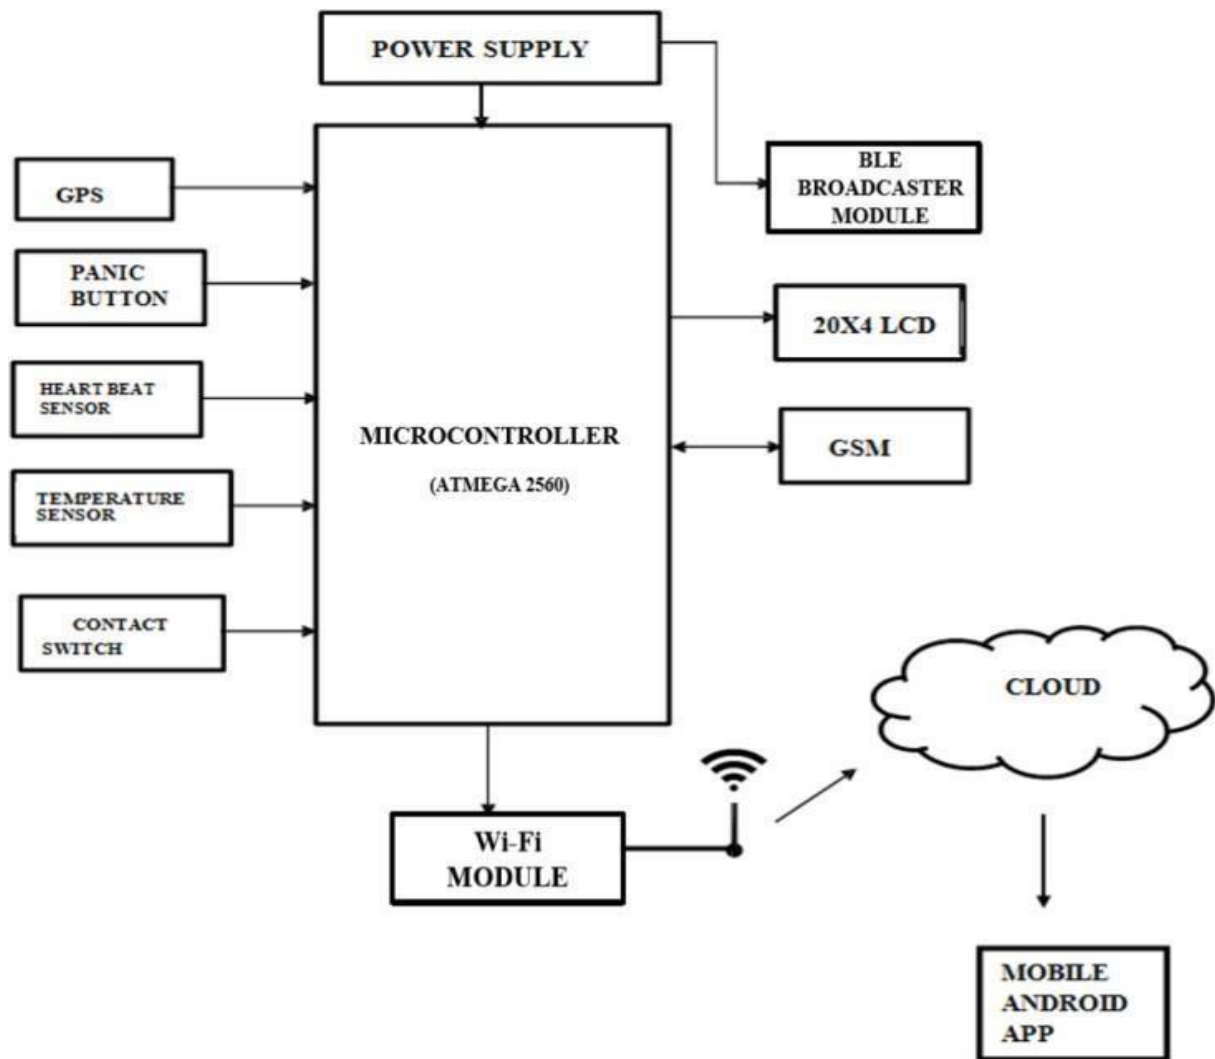 POWER SUPPLY
BLE
BROADCASTER
MODULE
GPS
PANIC
BUTTON
20X4 LCD
HEART BEAT
SENSOR
MICROCONTROLLER
(ATMEGA 2560)
GSM
TEMPERATURE
SENSOR
CONTACT
SWITCH
CLOUD
Wi-Fi
MODULE
MOBILE
ANDROID
APP